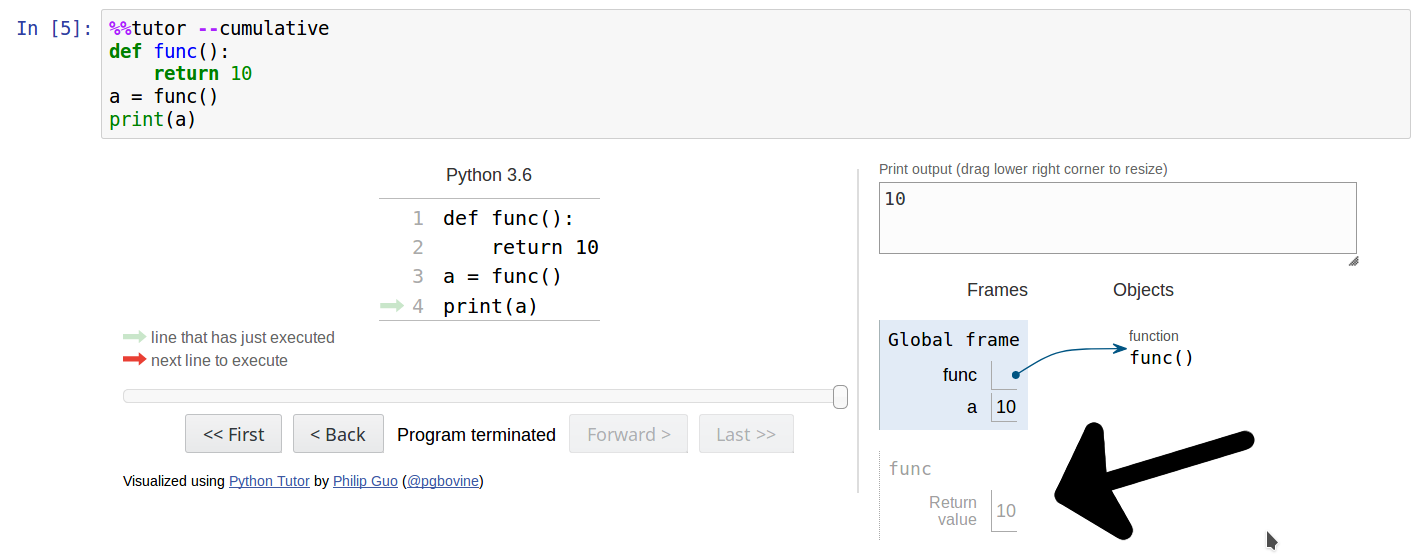 In [5]: %%tutor --cumulative
def func():
    return 10
a = func()
print(a)
Python 3.6
1 def func():
2     return 10
3 a = func()
4 print(a)
line that has just executed
next line to execute
<< First < Back Program terminated Forward > Last >>
Visualized using Python Tutor by Philip Guo (@pgbovine)
Print output (drag lower right corner to resize)
10
Frames Objects
Global frame
func
a 10
function
func()
func
Return
value 10